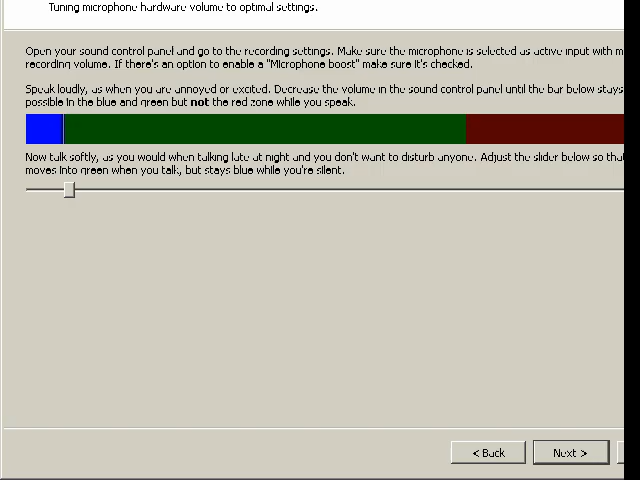 Tuning microphone hardware volume to optimal settings.
Open your sound control panel and go to the recording settings. Make sure the microphone is selected as active input with
recording volume. If there's an option to enable a "Microphone boost" make sure it's checked.
Speak loudly, as when you are annoyed or excited. Decrease the volume in the sound control panel until the bar below stays
possible in the blue and green but not the red zone while you speak.
Now talk softly, as you would when talking late at night and you don't want to disturb anyone. Adjust the slider below so
moves into green when you talk, but stays blue while you're silent.
< Back
Next >